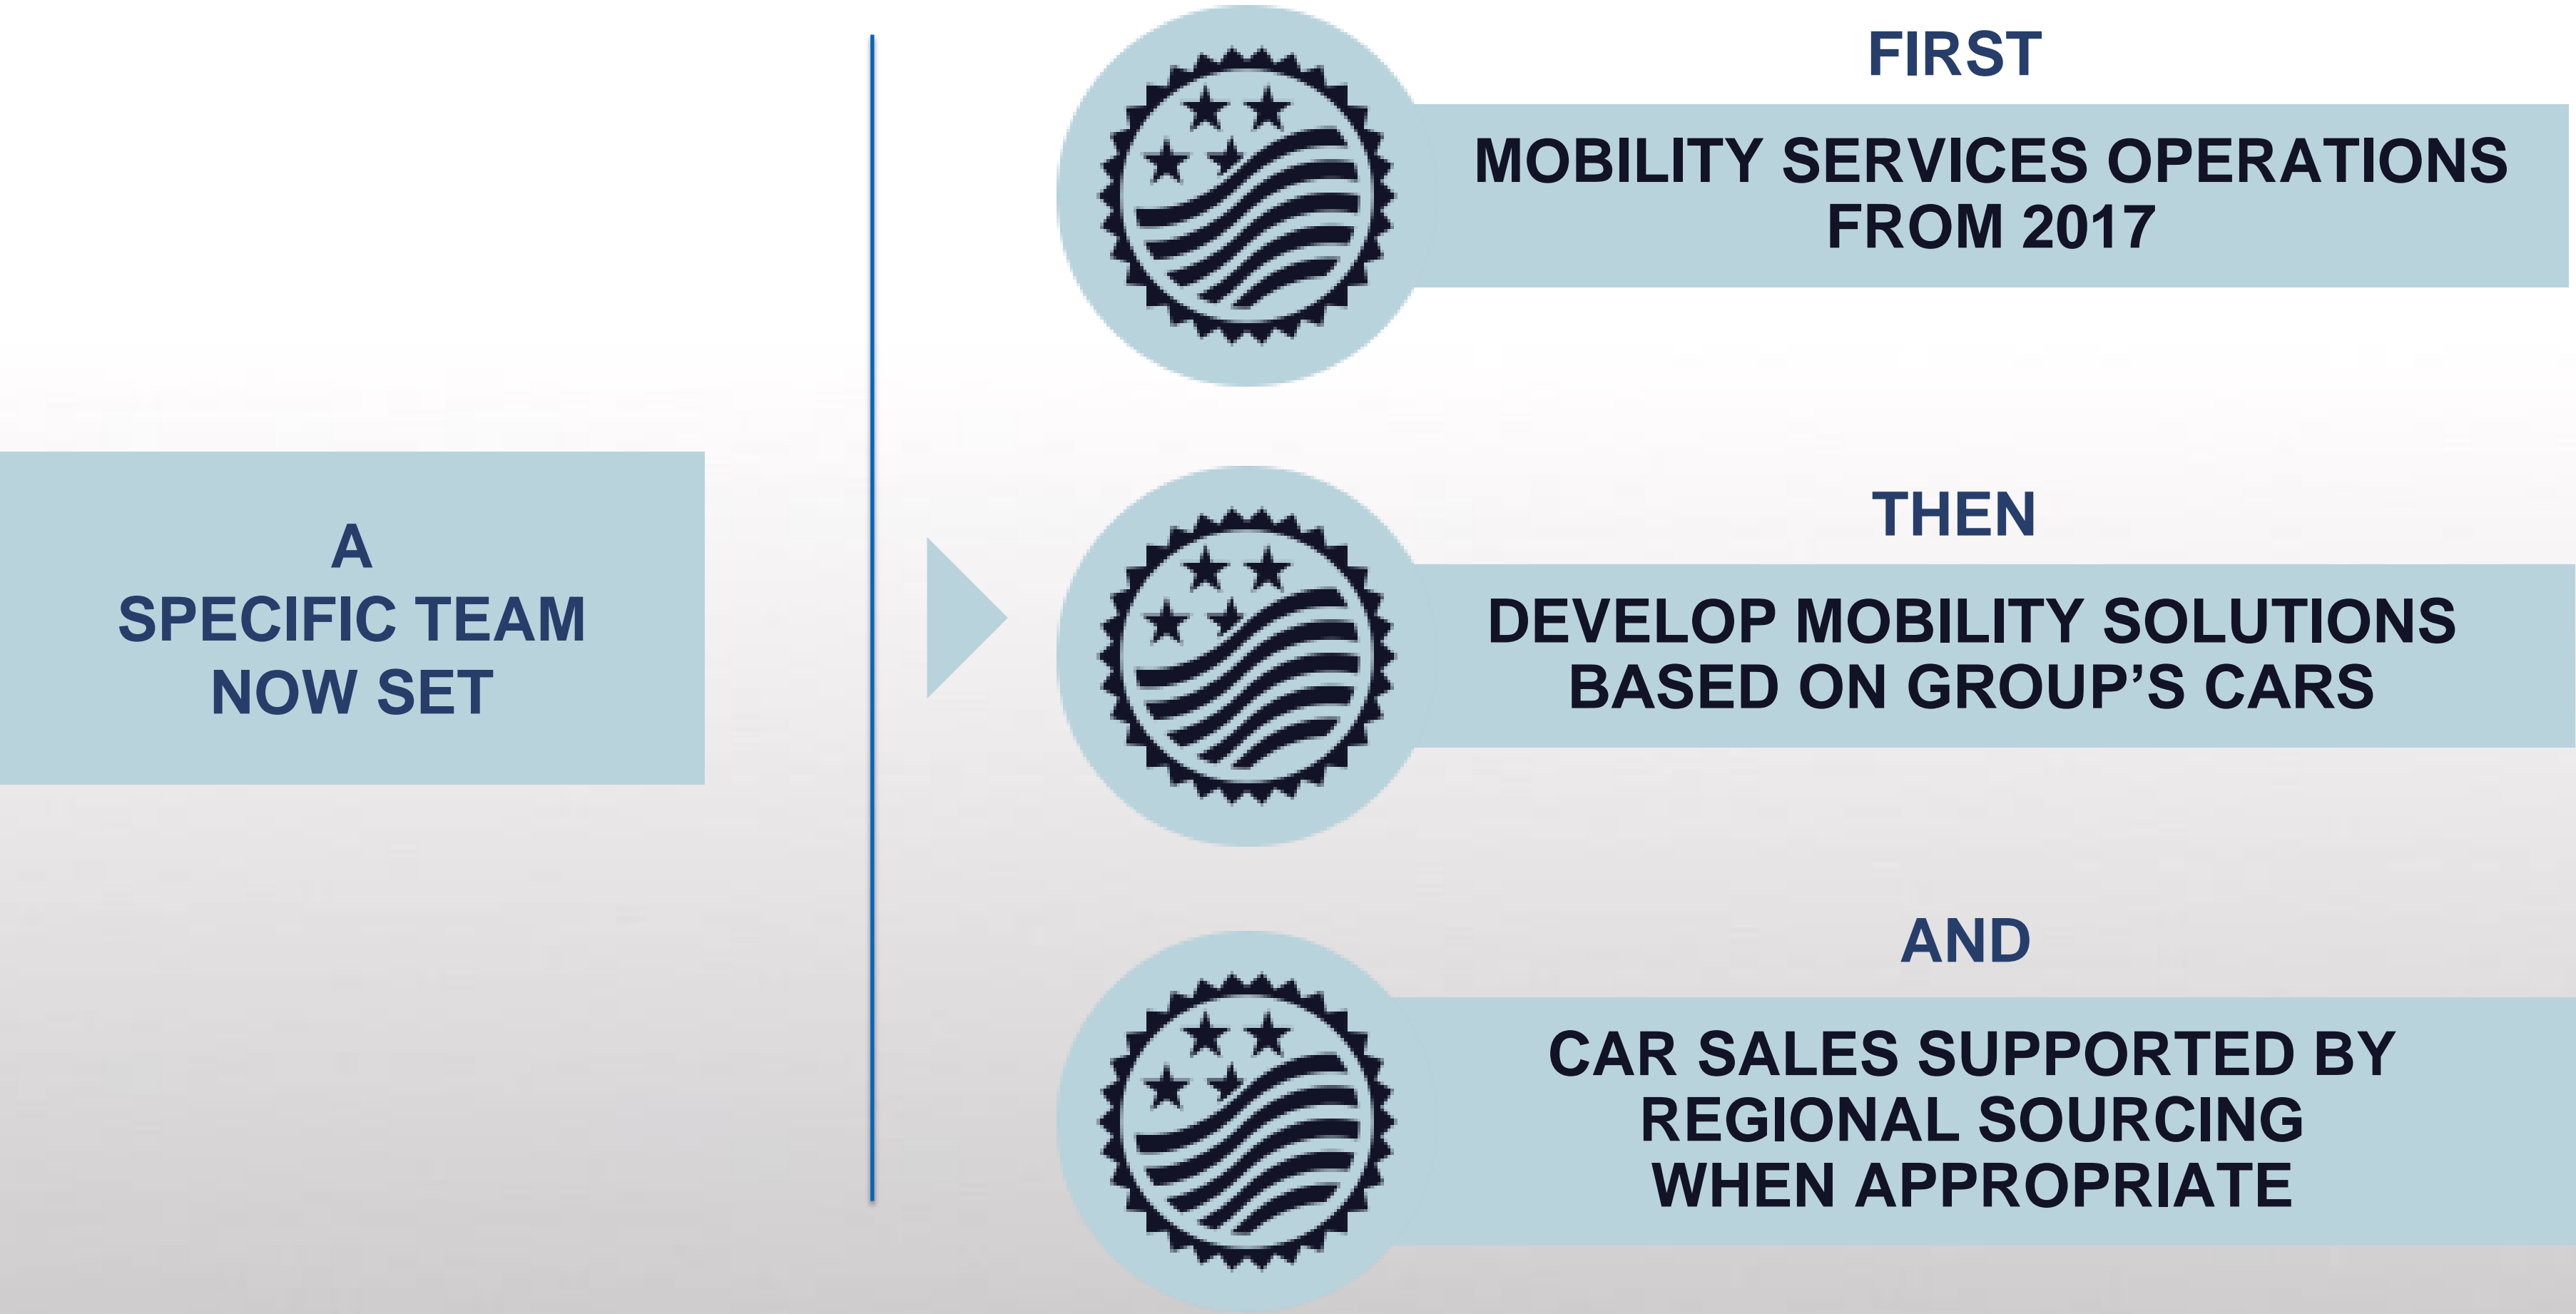 A
SPECIFIC TEAM
NOW SET
FIRST
MOBILITY SERVICES OPERATIONS
FROM 2017
THEN
DEVELOP MOBILITY SOLUTIONS
BASED ON GROUP’S CARS
AND
CAR SALES SUPPORTED BY
REGIONAL SOURCING
WHEN APPROPRIATE